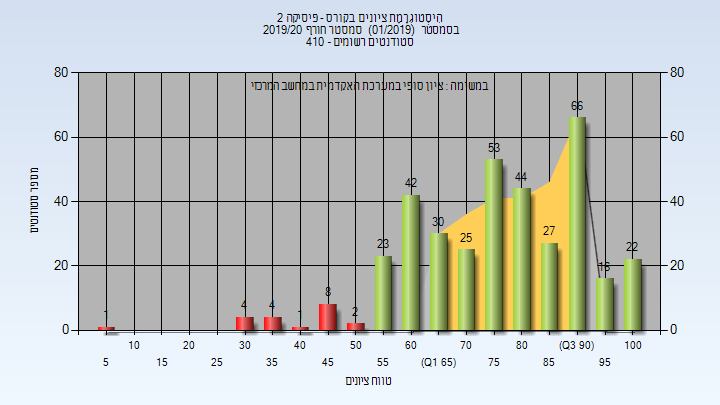 היסטוגרמת ציונים בקורס - פיסיקה 2
בסמסטר (01/2019) סמסטר חורף 2019/20
סטודנטים רשומים - 410
במשימה : ציון סופי במערכת האקדמית במחשב המרכזי
80 80
60 60
40 40
20 20
0 0
מספר סטודנטים
1 4 4 1 8 2 23 42 30 25 53 44 27 66 16 22
10 20 30 40 50 60 70 80 (Q3 90) 100
5 15 25 35 45 55 (Q1 65) 75 85 95
טווח ציונים